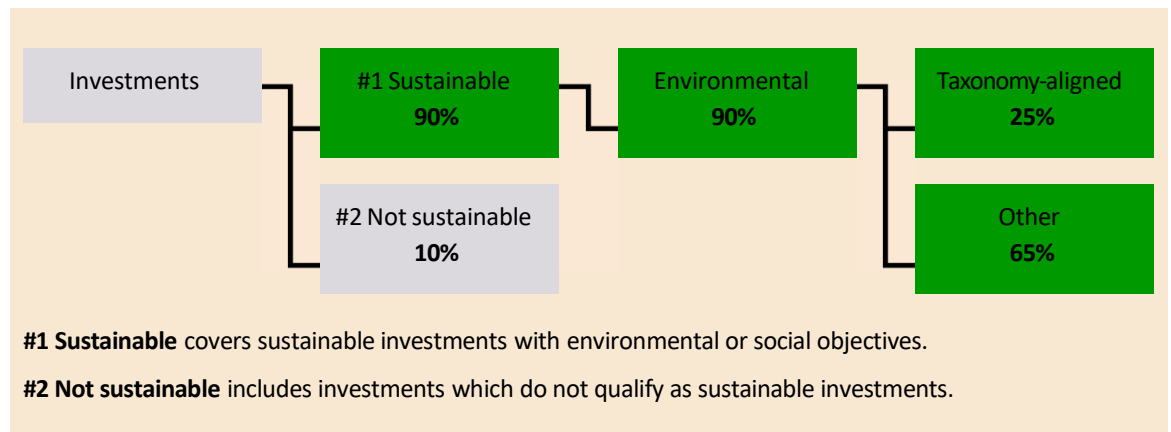 Investments
#1 Sustainable
90%
Environmental
90%
Taxonomy-aligned
25%
#2 Not sustainable
10%
Other
65%
#1 Sustainable covers sustainable investments with environmental or social objectives.
#2 Not sustainable includes investments which do not qualify as sustainable investments.